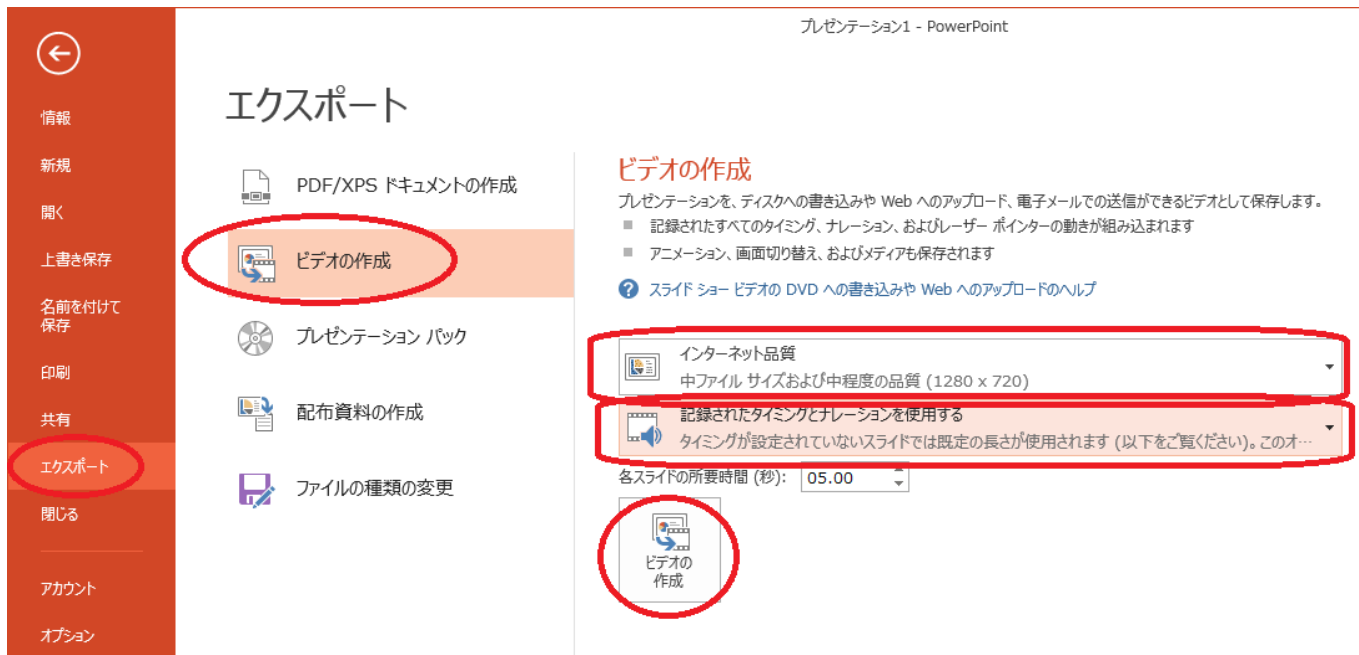 プレゼンテーション1 - PowerPoint
情報
新規
開く
上書き保存
名前を付けて
保存
印刷
共有
エクスポート
閉じる
アカウント
オプション
エクスポート
PDF/XPS ドキュメントの作成
ビデオの作成
プレゼンテーション パック
配布資料の作成
ファイルの種類の変更
ビデオの作成
プレゼンテーションを、ディスクへの書き込みや Web へのアップロード、電子メールでの送信ができるビデオとして保存します。
記録されたすべてのタイミング、ナレーション、およびレーザー ポインターの動きが組み込まれます
アニメーション、画面切り替え、およびメディアも保存されます
スライド ショー ビデオの DVD への書き込みや Web へのアップロードのヘルプ
インターネット品質
中ファイル サイズおよび中程度の品質 (1280 x 720)
記録されたタイミングとナレーションを使用する
タイミングが設定されていないスライドでは既定の長さが使用されます (以下をご覧ください)。このオ…
各スライドの所要時間 (秒): 05.00
ビデオの
作成